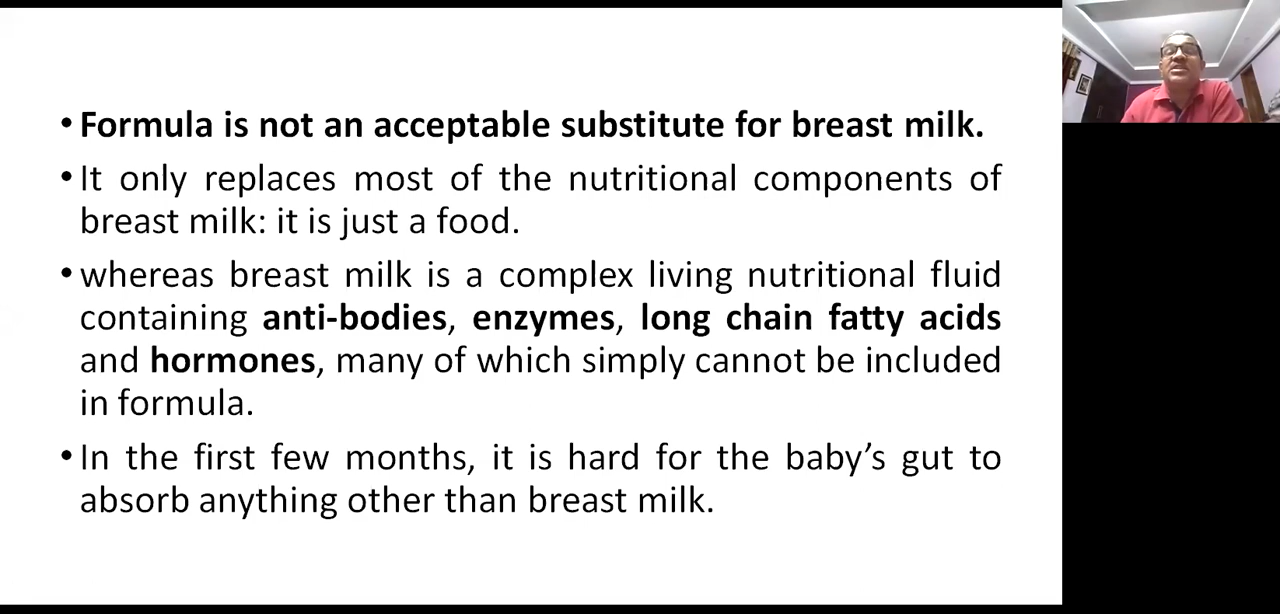 • Formula is not an acceptable substitute for breast milk.
• It only replaces most of the nutritional components of
breast milk: it is just a food.
• whereas breast milk is a complex living nutritional fluid
containing anti-bodies, enzymes, long chain fatty acids
and hormones, many of which simply cannot be included
in formula.
• In the first few months, it is hard for the baby’s gut to
absorb anything other than breast milk.